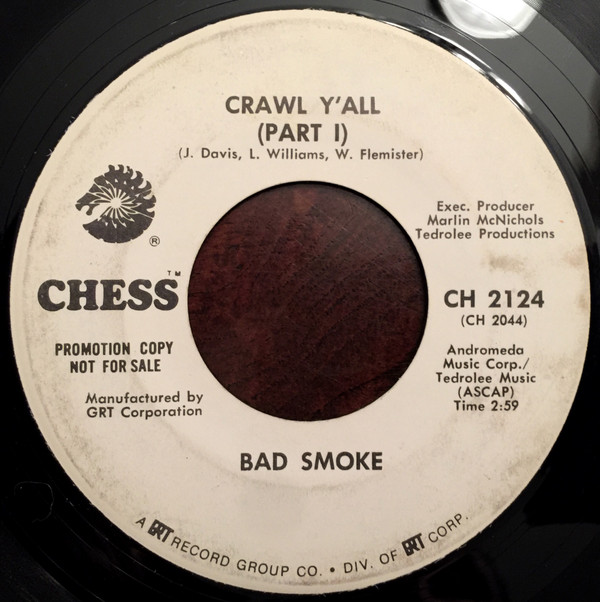 CRAWL Y'ALL
(PART I)
(J. Davis, L. Williams, W. Flemister)
Exec. Producer
Marlin McNichols
Tedrolee Productions
®
CHESS™
CH 2124
(CH 2044)
PROMOTION COPY
NOT FOR SALE
Manufactured by
GRT Corporation
Andromeda
Music Corp./
Tedrolee Music
(ASCAP)
Time 2:59
BAD SMOKE
A GRT RECORD GROUP CO. • DIV. OF GRT CORP.